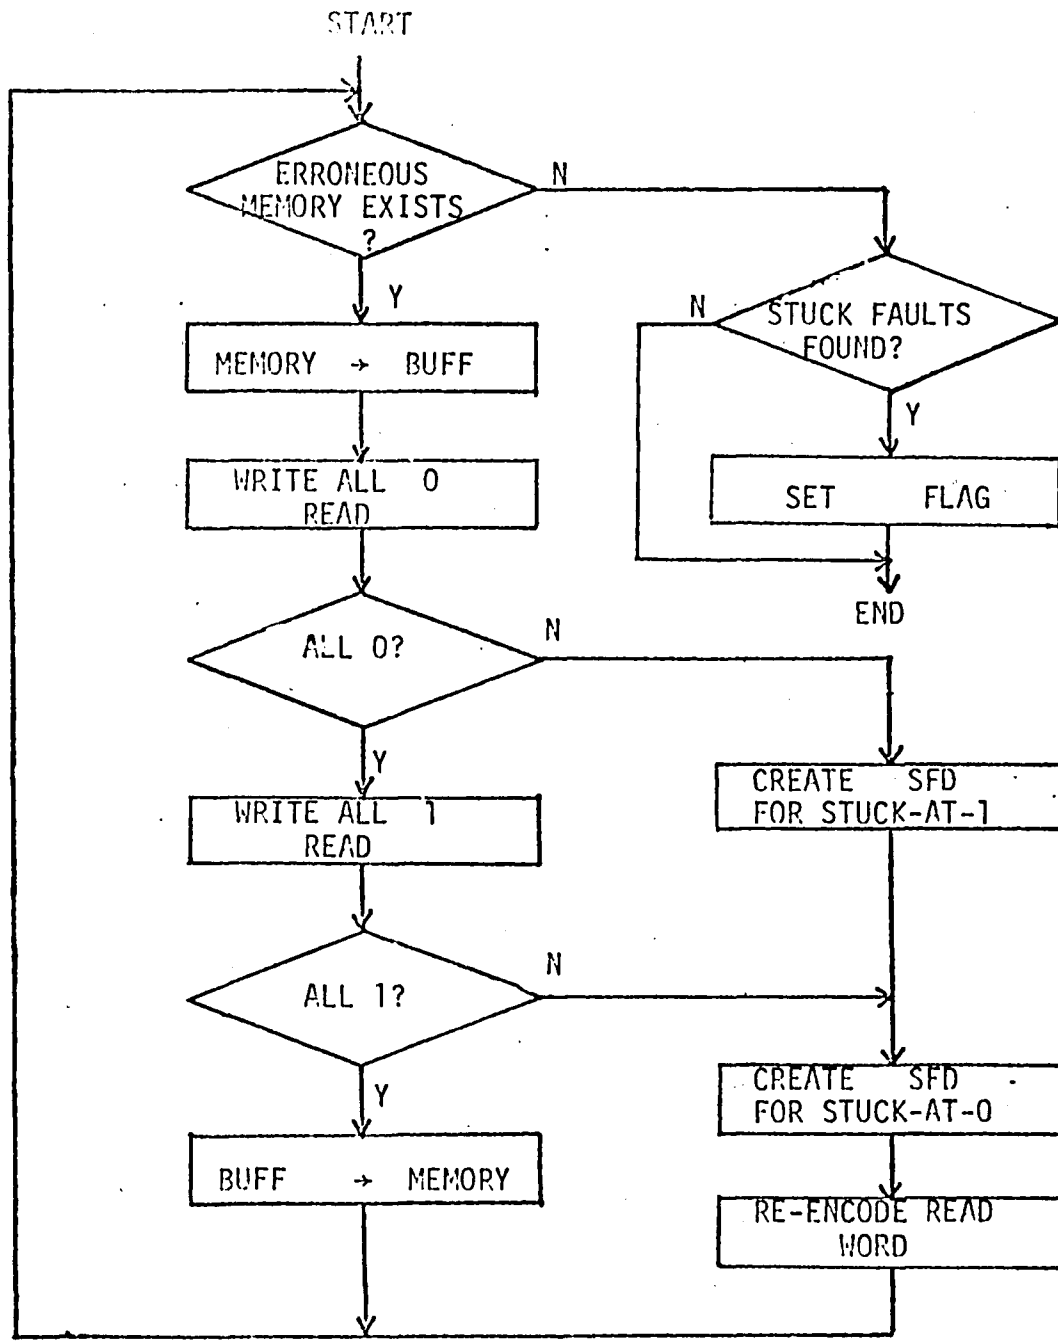 START
ERRONEOUS
MEMORY EXISTS
?
N
Y
MEMORY → BUFF
STUCK FAULTS
FOUND?
N
Y
SET FLAG
END
WRITE ALL 0
READ
ALL 0?
N
Y
CREATE SFD
FOR STUCK-AT-1
WRITE ALL 1
READ
ALL 1?
N
Y
CREATE SFD
FOR STUCK-AT-0
BUFF → MEMORY
RE-ENCODE READ
WORD